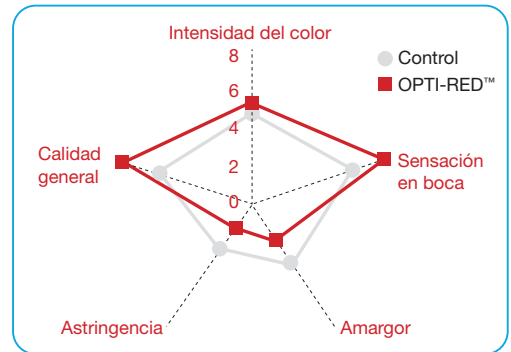 Intensidad del color
8
6
4
2
0
Control
OPTI-RED™
Calidad
general
Sensación
en boca
Astringencia
Amargor